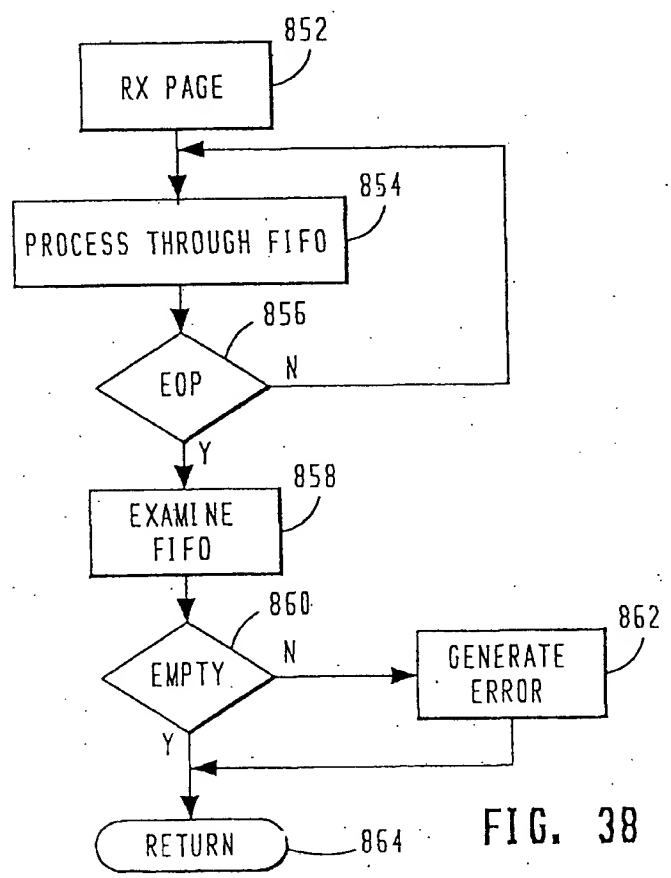 852
RX PAGE
854
PROCESS THROUGH FIFO
856
EOP
N
Y
858
EXAMINE
FIFO
860
EMPTY
N
862
GENERATE
ERROR
Y
RETURN
864
FIG. 38